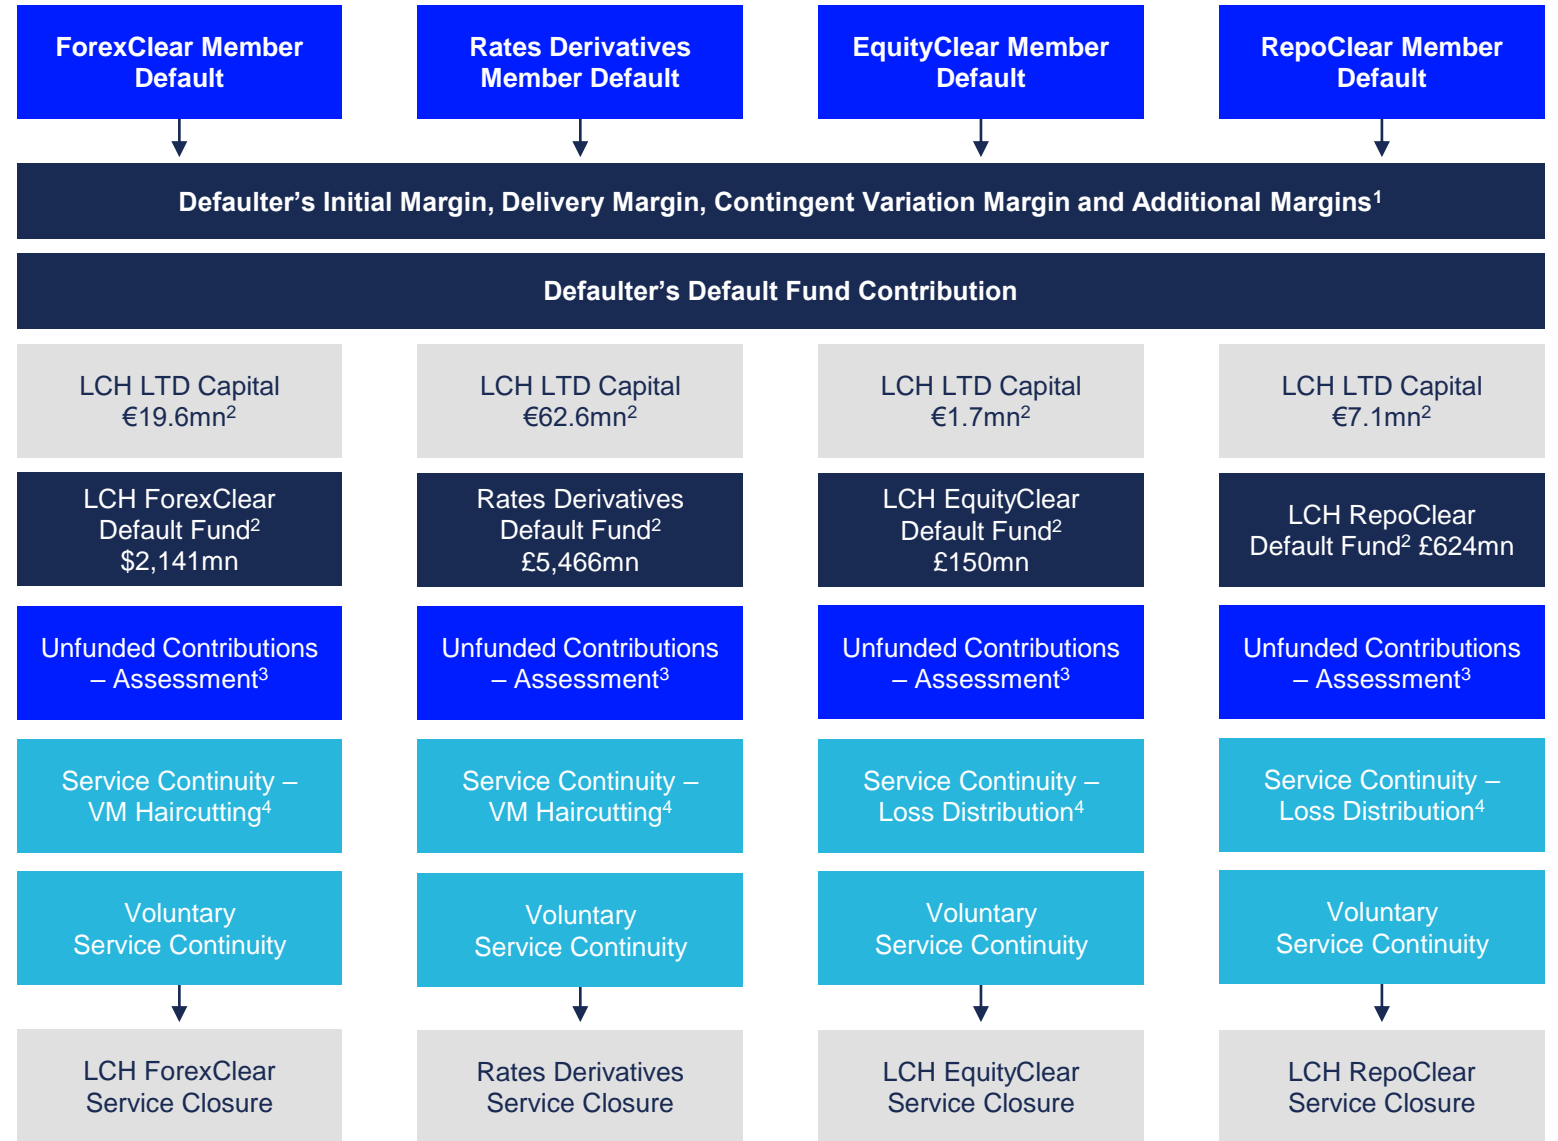 ForexClear Member
Default
Rates Derivatives
Member Default
EquityClear Member
Default
RepoClear Member
Default
Defaulter’s Initial Margin, Delivery Margin, Contingent Variation Margin and Additional Margins¹
Defaulter’s Default Fund Contribution
LCH LTD Capital
€19.6mn²
LCH LTD Capital
€62.6mn²
LCH LTD Capital
€1.7mn²
LCH LTD Capital
€7.1mn²
LCH ForexClear
Default Fund²
$2,141mn
Rates Derivatives
Default Fund²
£5,466mn
LCH EquityClear
Default Fund²
£150mn
LCH RepoClear
Default Fund² £624mn
Unfunded Contributions
– Assessment³
Unfunded Contributions
– Assessment³
Unfunded Contributions
– Assessment³
Unfunded Contributions
– Assessment³
Service Continuity –
VM Haircutting⁴
Service Continuity –
VM Haircutting⁴
Service Continuity –
Loss Distribution⁴
Service Continuity –
Loss Distribution⁴
Voluntary
Service Continuity
Voluntary
Service Continuity
Voluntary
Service Continuity
Voluntary
Service Continuity
LCH ForexClear
Service Closure
Rates Derivatives
Service Closure
LCH EquityClear
Service Closure
LCH RepoClear
Service Closure